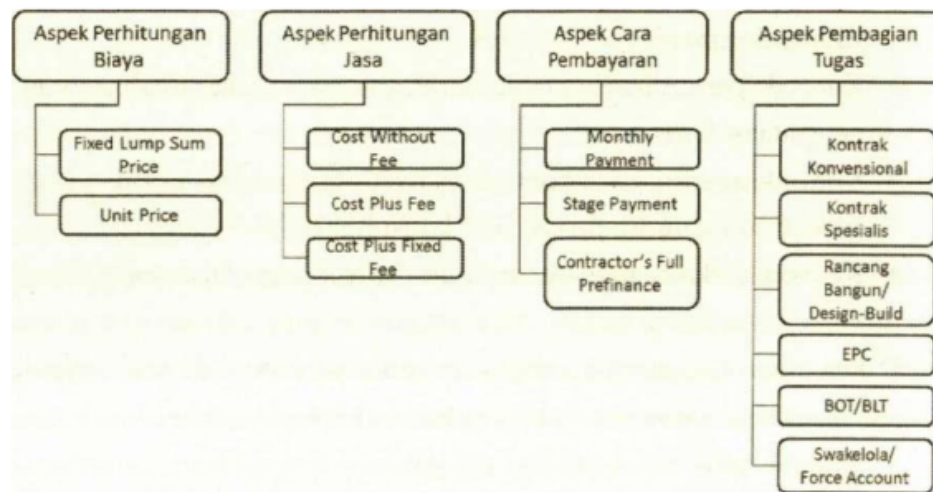 Aspek Perhitungan
Biaya
Fixed Lump Sum
Price
Unit Price
Aspek Perhitungan
Jasa
Cost Without
Fee
Cost Plus Fee
Cost Plus Fixed
Fee
Aspek Cara
Pembayaran
Monthly
Payment
Stage Payment
Contractor's Full
Prefinance
Aspek Pembagian
Tugas
Kontrak
Konvensional
Kontrak
Spesialis
Rancang
Bangun/
Design-Build
EPC
BOT/BLT
Swakelola/
Force Account